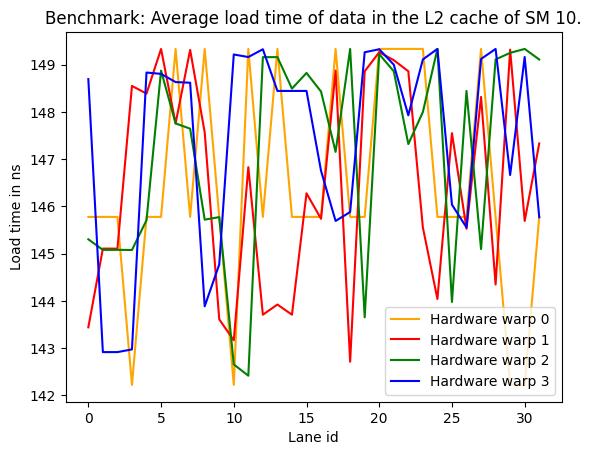 Benchmark: Average load time of data in the L2 cache of SM 10.
149
148
147
146
145
144
143
142
Load time in ns
Hardware warp 0
Hardware warp 1
Hardware warp 2
Hardware warp 3
0 5 10 15 20 25 30
Lane id